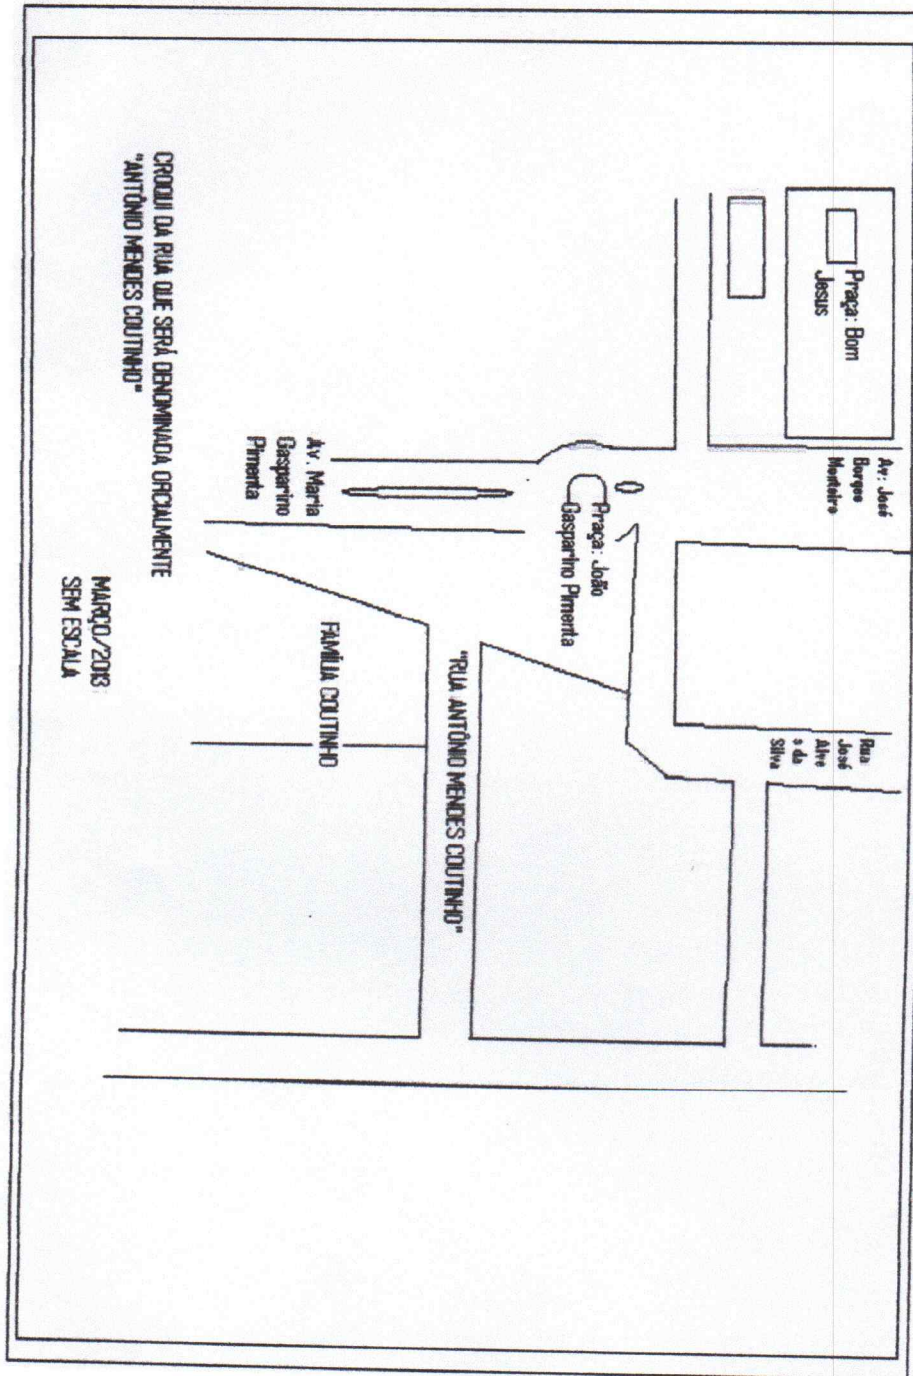 Praça: Bom
Jesus
Av: José
Borges
Monteiro
Rua
José
Alve
s da
Silva
Praça: João
Gasparino Pimenta
Av. Maria
Gasparino
Pimenta
"RUA ANTÔNIO MENDES COUTINHO"
FAMÍLIA COUTINHO
CROQUI DA RUA QUE SERÁ DENOMINADA OFICIALMENTE
"ANTÔNIO MENDES COUTINHO"
MARÇO/2013
SEM ESCALA